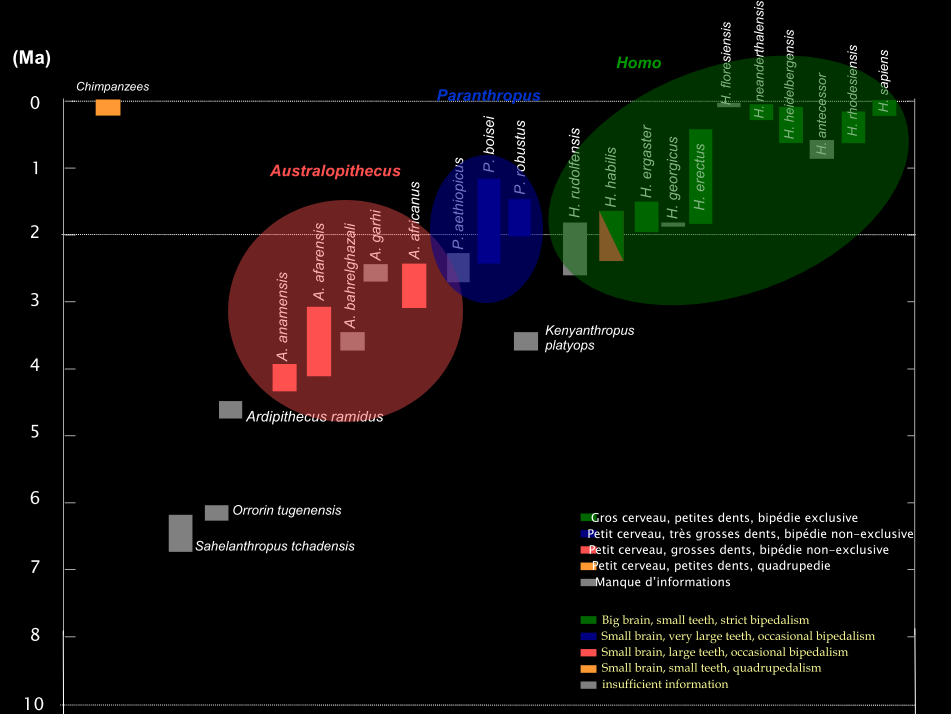 (Ma)
Chimpanzees
Homo
Paranthropus
Australopithecus
0
1
2
3
4
5
6
7
8
10
A. anamensis
A. afarensis
A. bahrelghazali
A. garhi
A. africanus
P. aethiopicus
P. boisei
P. robustus
H. rudolfensis
H. habilis
H. ergaster
H. georgicus
H. erectus
H. floresiensis
H. neanderthalensis
H. heidelbergensis
H. antecessor
H. rhodesiensis
H. sapiens
Kenyanthropus
platyops
Ardipithecus ramidus
Orrorin tugenensis
Sahelanthropus tchadensis
Gros cerveau, petites dents, bipédie exclusive
Petit cerveau, très grosses dents, bipédie non-exclusive
Petit cerveau, grosses dents, bipédie non-exclusive
Petit cerveau, petites dents, quadrupedie
Manque d'informations
Big brain, small teeth, strict bipedalism
Small brain, very large teeth, occasional bipedalism
Small brain, large teeth, occasional bipedalism
Small brain, small teeth, quadrupedalism
insufficient information